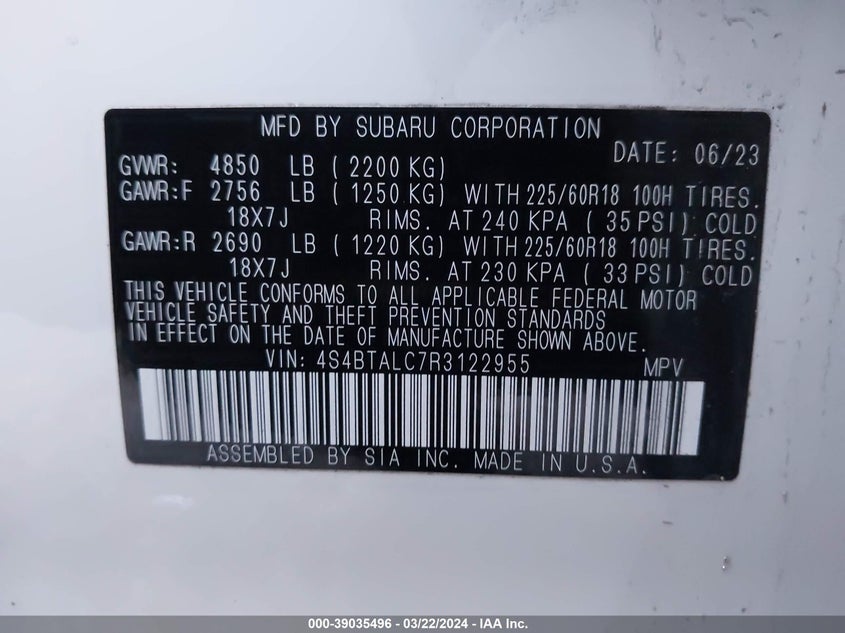 MFD BY SUBARU CORPORATION
DATE: 06/23
GVWR: 4850 LB ( 2200 KG)
GAWR:F 2756 LB ( 1250 KG) WITH 225/60R18 100H TIRES.
18X7J RIMS. AT 240 KPA ( 35 PSI) COLD
GAWR:R 2690 LB ( 1220 KG) WITH 225/60R18 100H TIRES.
18X7J RIMS. AT 230 KPA ( 33 PSI) COLD
THIS VEHICLE CONFORMS TO ALL APPLICABLE FEDERAL MOTOR
VEHICLE SAFETY AND THEFT PREVENTION STANDARDS
IN EFFECT ON THE DATE OF MANUFACTURE SHOWN ABOVE.
VIN: 4S4BTALC7R3122955 MPV
ASSEMBLED BY SIA INC. MADE IN U.S.A.
000-39035496 - 03/22/2024 - IAA Inc.